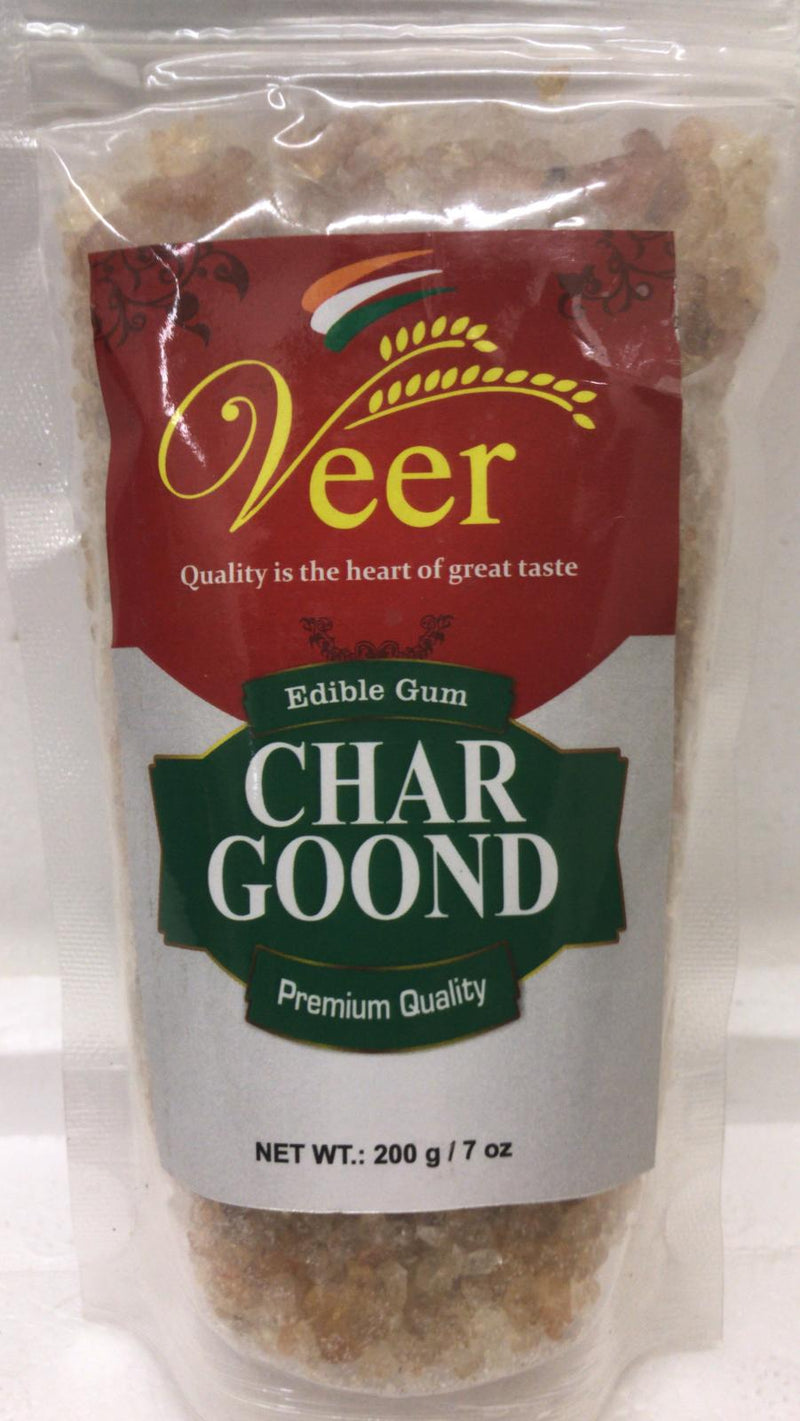 Veer
Quality is the heart of great taste
Edible Gum
CHAR
GOOND
Premium Quality
NET WT.: 200 g / 7 oz